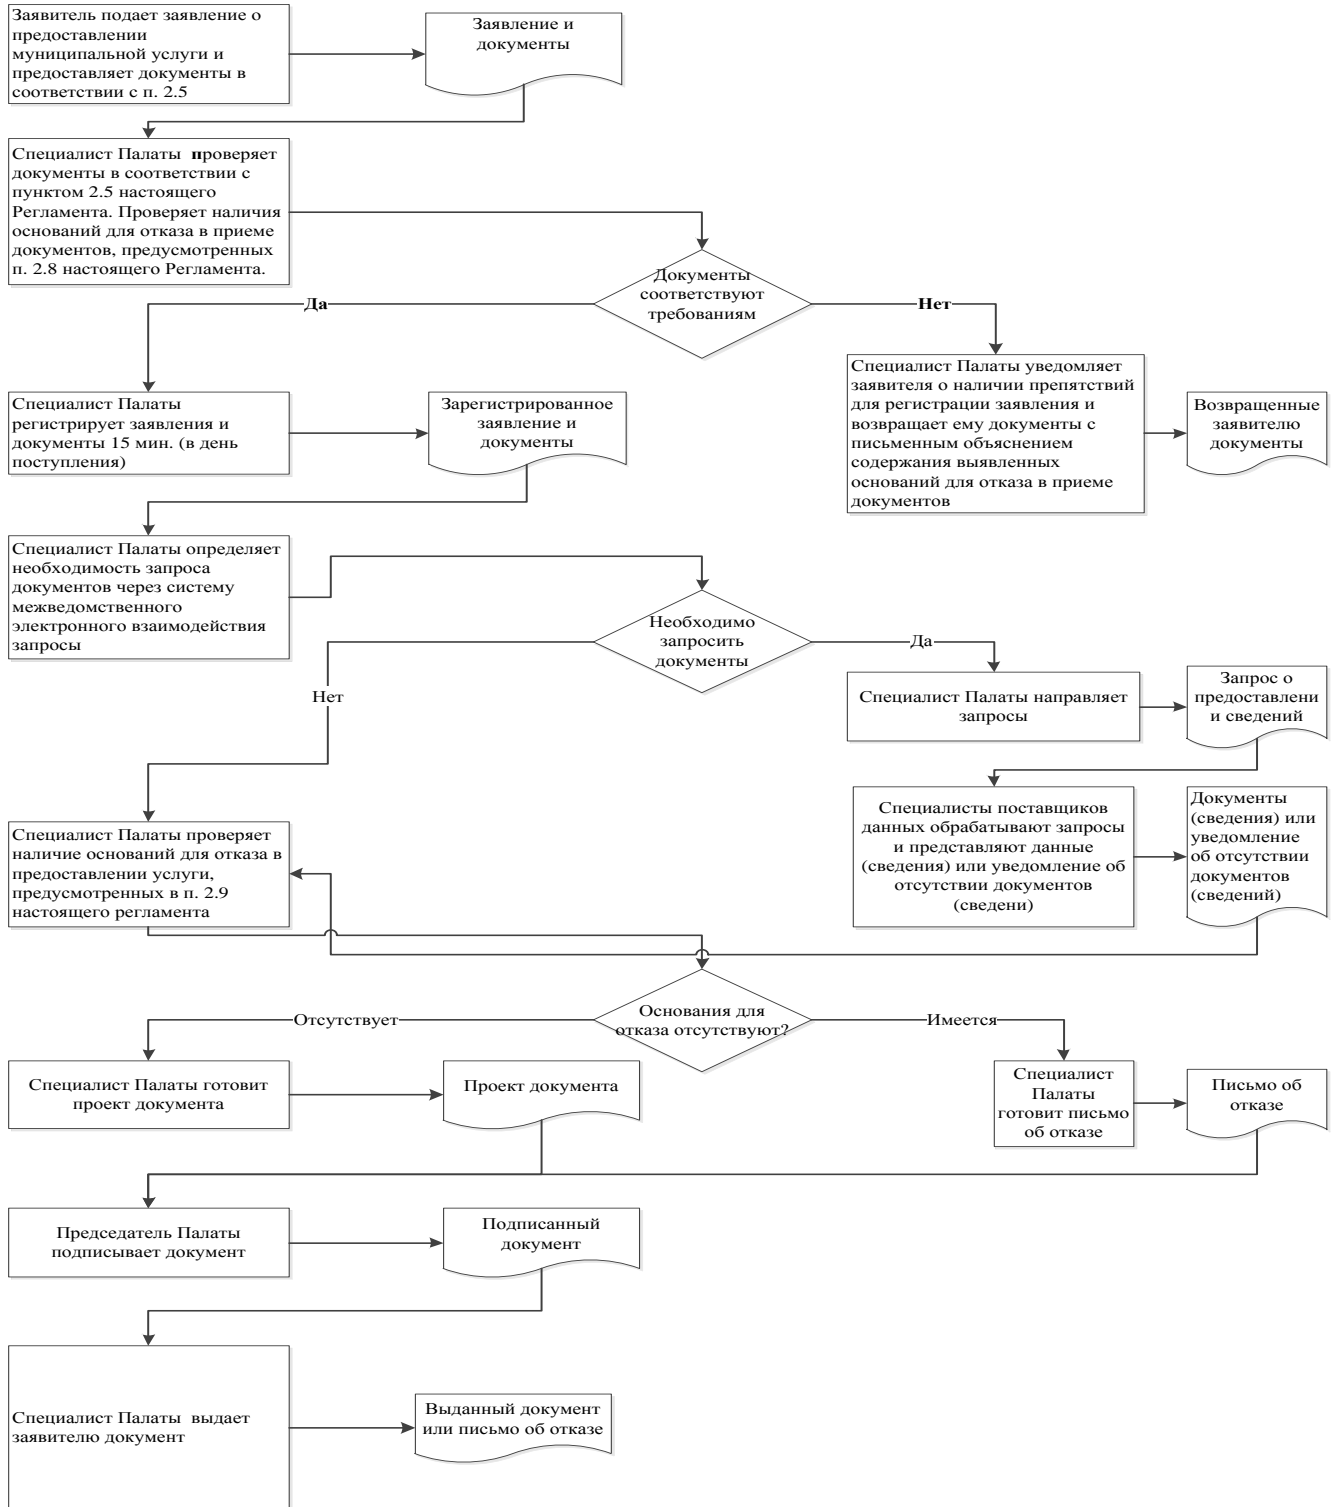 Заявитель подает заявление о
предоставлении
муниципальной услуги и
предоставляет документы в
соответствии с п. 2.5
Заявление и
документы
Специалист Палаты проверяет
документы в соответствии с
пунктом 2.5 настоящего
Регламента. Проверяет наличия
оснований для отказа в приеме
документов, предусмотренных
п. 2.8 настоящего Регламента.
Документы
соответствуют
требованиям
Да
Нет
Специалист Палаты
регистрирует заявления и
документы 15 мин. (в день
поступления)
Зарегистрированное
заявление и
документы
Специалист Палаты уведомляет
заявителя о наличии препятствий
для регистрации заявления и
возвращает ему документы с
письменным объяснением
содержания выявленных
оснований для отказа в приеме
документов
Возвращенные
заявителю
документы
Специалист Палаты определяет
необходимость запроса
документов через систему
межведомственного
электронного взаимодействия
запросы
Необходимо
запросить
документы
Да
Нет
Специалист Палаты направляет
запросы
Запрос о
предоставлени
и сведений
Специалисты поставщиков
данных обрабатывают запросы
и представляют данные
(сведения) или уведомление об
отсутствии документов
(сведени)
Документы
(сведения) или
уведомление
об отсутствии
документов
(сведений)
Специалист Палаты проверяет
наличие оснований для отказа в
предоставлении услуги,
предусмотренных в п. 2.9
настоящего регламента
Основания для
отказа отсутствуют?
Отсутствует
Имеется
Специалист Палаты готовит
проект документа
Проект документа
Специалист
Палаты
готовит письмо
об отказе
Письмо об
отказе
Председатель Палаты
подписывает документ
Подписанный
документ
Специалист Палаты выдает
заявителю документ
Выданный документ
или письмо об отказе